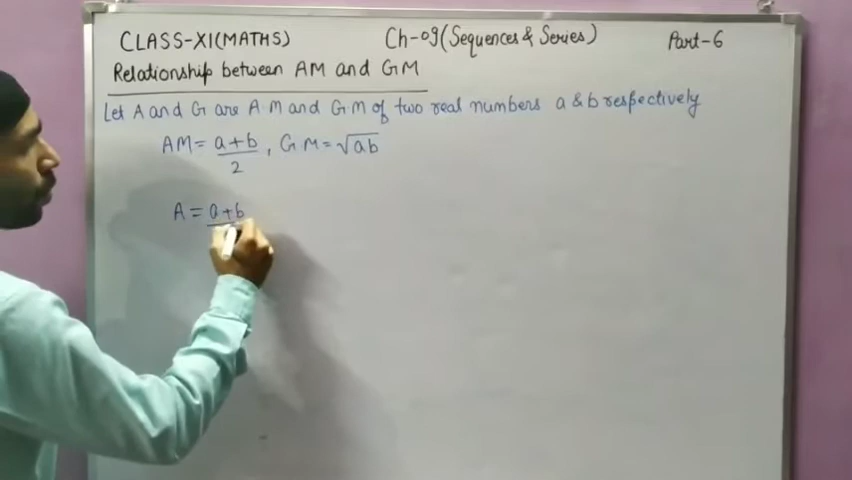 CLASS-XI(MATHS) Ch-09(Sequences & Series) Part-6
Relationship between AM and GM
Let A and G are A M and G M of two real numbers a & b respectively
AM = a+b/2 , G M = √ab
A = a+b